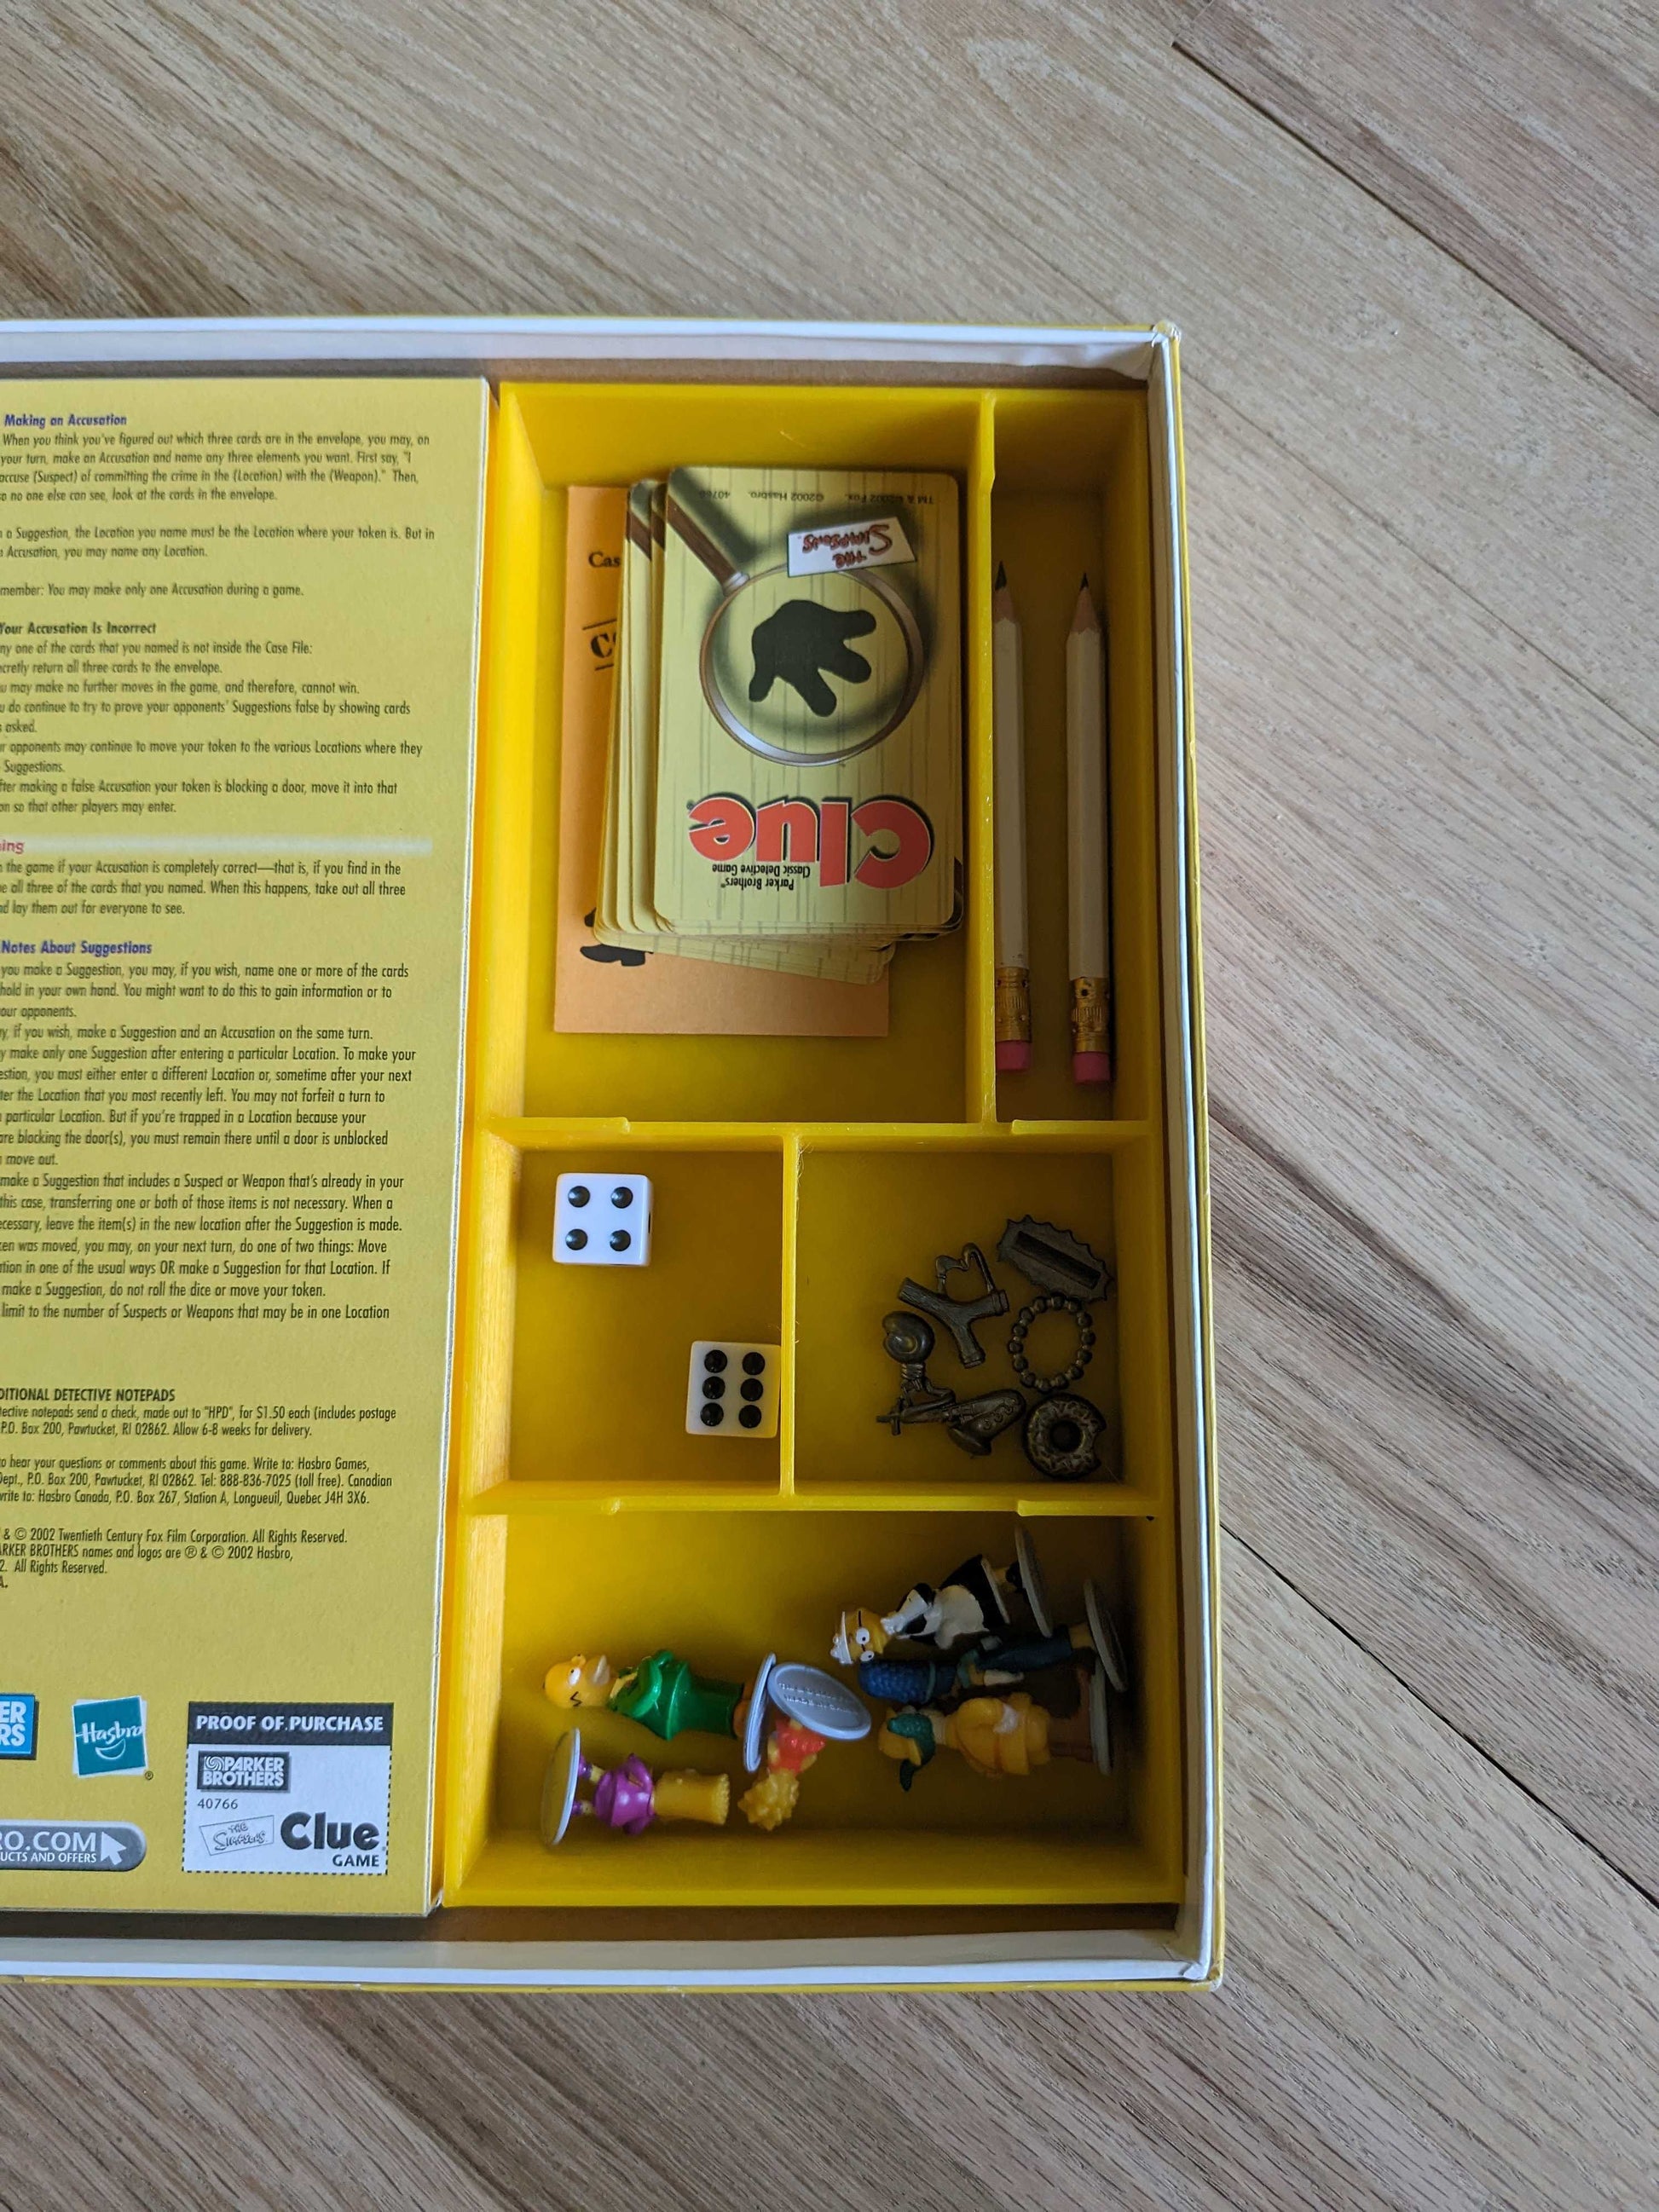 Making an Accusation
When you think you've figured out which three cards are in the envelope, you may, on
your turn, make an Accusation and name any three elements you want. First say, "I
accuse (Suspect) of committing the crime in the (Location) with the (Weapon)." Then,
so no one else can see, look at the cards in the envelope.
a Suggestion, the Location you name must be the Location where your token is. But in
Accusation, you may name any Location.
member: You may make only one Accusation during a game.
Your Accusation Is Incorrect
ny one of the cards that you named is not inside the Case File:
cretly return all three cards to the envelope.
u may make no further moves in the game, and therefore, cannot win.
u do continue to try to prove your opponents' Suggestions false by showing cards
asked.
r opponents may continue to move your token to the various Locations where they
Suggestions.
fter making a false Accusation your token is blocking a door, move it into that
on so that other players may enter.
ing
the game if your Accusation is completely correct—that is, if you find in the
e all three of the cards that you named. When this happens, take out all three
nd lay them out for everyone to see.
Notes About Suggestions
you make a Suggestion, you may, if you wish, name one or more of the cards
hold in your own hand. You might want to do this to gain information or to
our opponents.
y, if you wish, make a Suggestion and an Accusation on the same turn.
y make only one Suggestion after entering a particular Location. To make your
estion, you must either enter a different Location or, sometime after your next
ter the Location that you most recently left. You may not forfeit a turn to
particular Location. But if you're trapped in a Location because your
are blocking the door(s), you must remain there until a door is unblocked
move out.
make a Suggestion that includes a Suspect or Weapon that's already in your
this case, transferring one or both of those items is not necessary. When a
ecessary, leave the item(s) in the new location after the Suggestion is made.
en was moved, you may, on your next turn, do one of two things: Move
tion in one of the usual ways OR make a Suggestion for that Location. If
make a Suggestion, do not roll the dice or move your token.
limit to the number of Suspects or Weapons that may be in one Location
DITIONAL DETECTIVE NOTEPADS
tective notepads send a check, made out to "HPD", for $1.50 each (includes postage
P.O. Box 200, Pawtucket, RI 02862. Allow 6-8 weeks for delivery.
to hear your questions or comments about this game. Write to: Hasbro Games,
Dept., P.O. Box 200, Pawtucket, RI 02862. Tel: 888-836-7025 (toll free). Canadian
write to: Hasbro Canada, P.O. Box 267, Station A, Longueuil, Quebec J4H 3X6.
& © 2002 Twentieth Century Fox Film Corporation. All Rights Reserved.
ARKER BROTHERS names and logos are ® & © 2002 Hasbro,
2. All Rights Reserved.
A.
ER
RS
Hasbro
®
PROOF OF PURCHASE
PARKER
BROTHERS
40766
THE
SIMPSONS
Clue
GAME
RO.COM
UCTS AND OFFERS
Cas
Parker Brothers'®
Classic Detective Game
Clue®
THE
SIMPSONS
TM & ©2002 Fox. ©2002 Hasbro. 40766